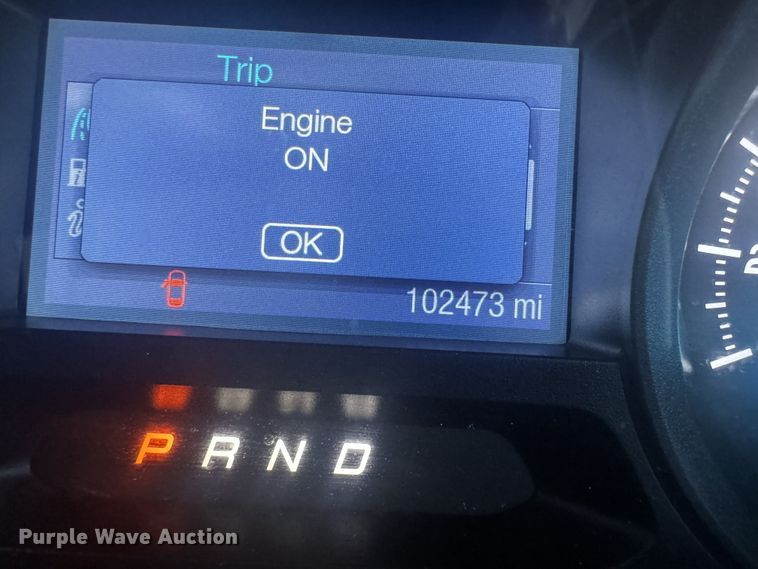 Trip
Engine
ON
OK
102473 mi
P R N D
Purple Wave Auction